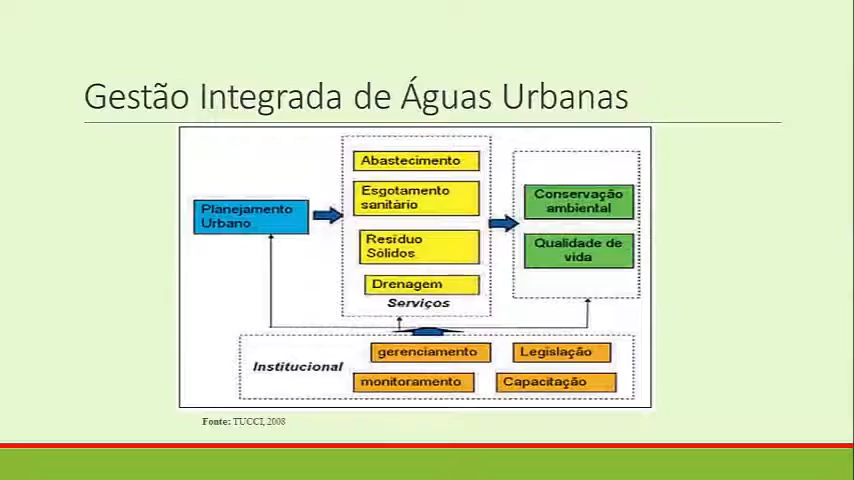 Gestão Integrada de Águas Urbanas
Planejamento
Urbano
Abastecimento
Esgotamento
sanitário
Resíduo
Sólidos
Drenagem
Serviços
Conservação
ambiental
Qualidade de
vida
Institucional
gerenciamento
Legislação
monitoramento
Capacitação
Fonte: TUCCI, 2008